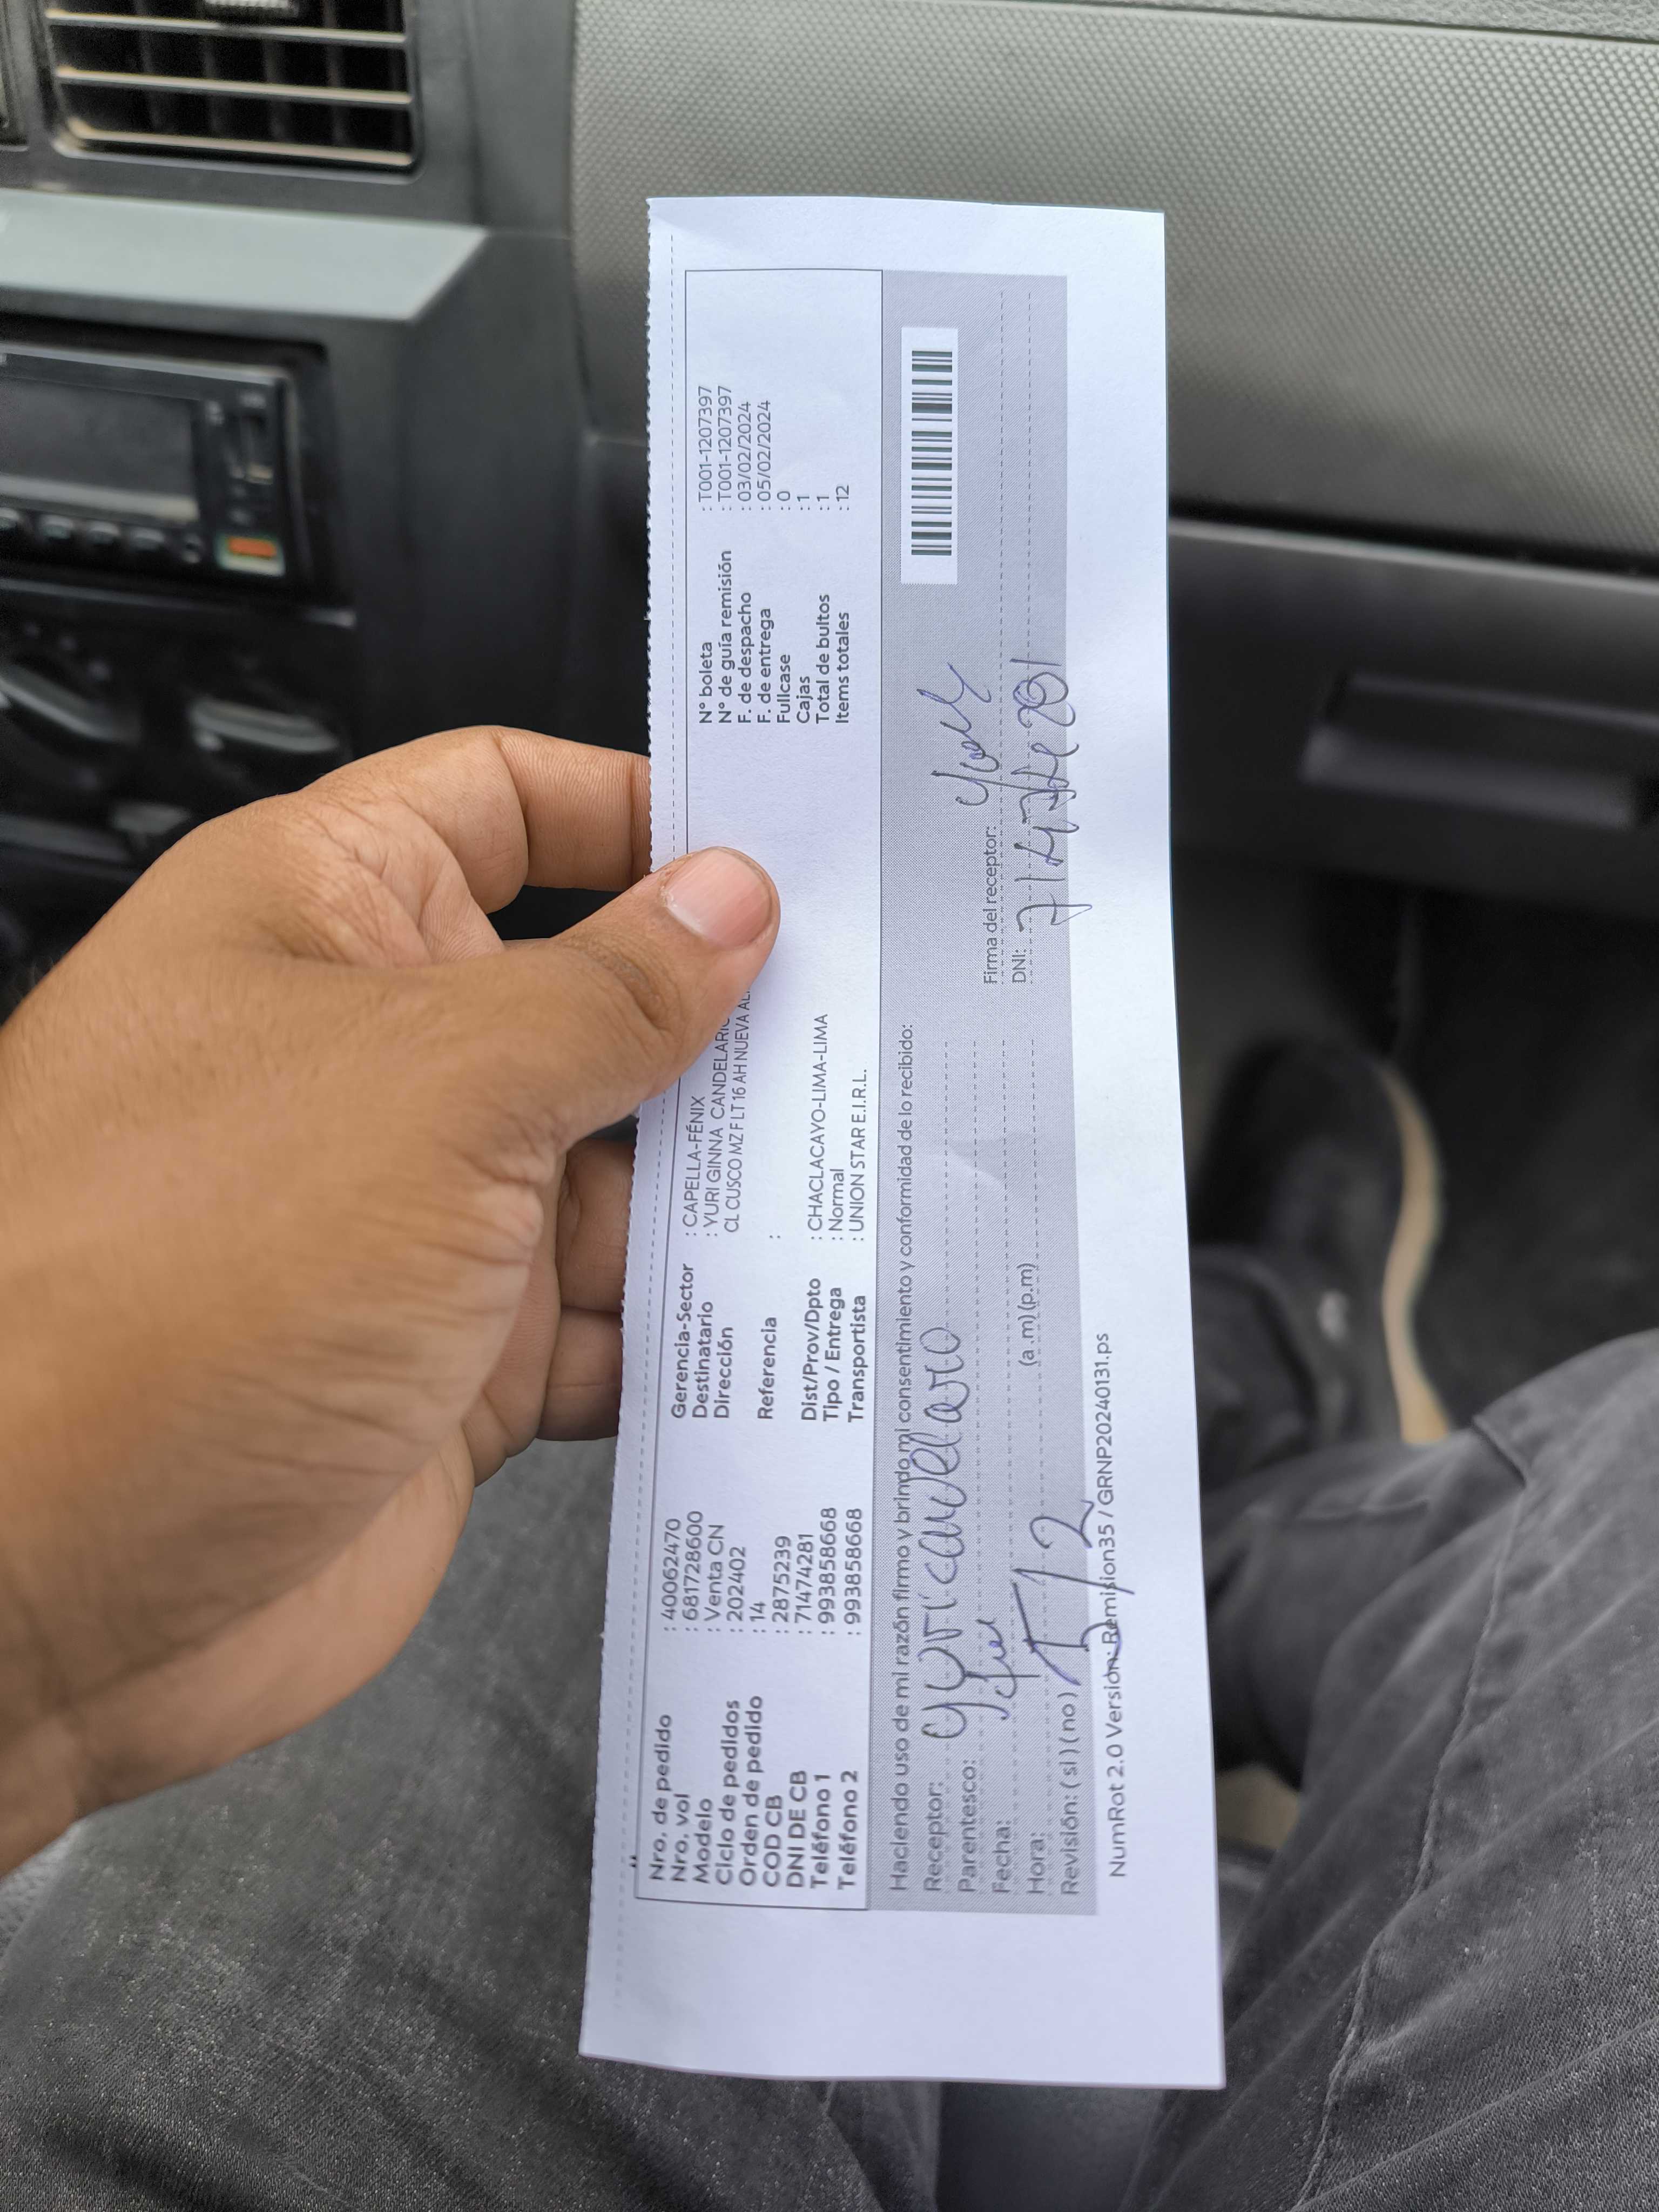 Nro. de pedido : 40062470
Nro. vol : 681728600
Modelo : Venta CN
Ciclo de pedidos : 202402
Orden de pedido : 14
COD CB : 2875239
DNI DE CB : 71474281
Teléfono 1 : 993858668
Teléfono 2 : 993858668
Gerencia-Sector : CAPELLA-FÉNIX
Destinatario : YURI GINNA CANDELARIO
Dirección CL CUSCO MZ F LT 16 AH NUEVA AL
Referencia :
Dist/Prov/Dpto : CHACLACAYO-LIMA-LIMA
Tipo / Entrega : Normal
Transportista : UNION STAR E.I.R.L.
N° boleta : T001-1207397
N° de guía remisión : T001-1207397
F. de despacho : 03/02/2024
F. de entrega : 05/02/2024
Fullcase : 0
Cajas : 1
Total de bultos : 1
Items totales : 12
Haciendo uso de mi razón firmo y brindo mi consentimiento y conformidad de lo recibido:
Receptor: yuri candelario
Parentesco:
Fecha:
Hora: (a .m) (p.m)
Revisión: ( si ) ( no )
Firma del receptor:
DNI: 71474281
NumRot 2.0 Versión: Remision35 / GRNP20240131.ps